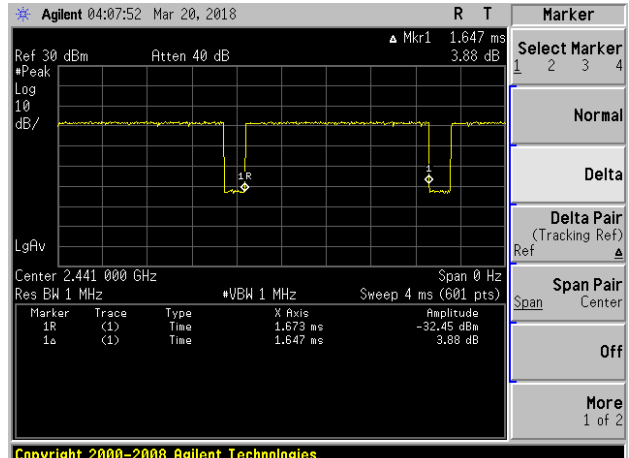 Agilent 04:07:52 Mar 20, 2018 R T
Δ Mkr1 1.647 ms
Ref 30 dBm Atten 40 dB 3.88 dB
#Peak
Log
10
dB/
1R
1
LgAv
Center 2.441 000 GHz Span 0 Hz
Res BW 1 MHz #VBW 1 MHz Sweep 4 ms (601 pts)
Marker Trace Type X Axis Amplitude
1R (1) Time 1.673 ms -32.45 dBm
1Δ (1) Time 1.647 ms 3.88 dB
Copyright 2000-2008 Agilent Technologies
Marker
Select Marker
1 2 3 4
Normal
Delta
Delta Pair
(Tracking Ref)
Ref Δ
Span Pair
Span Center
Off
More
1 of 2